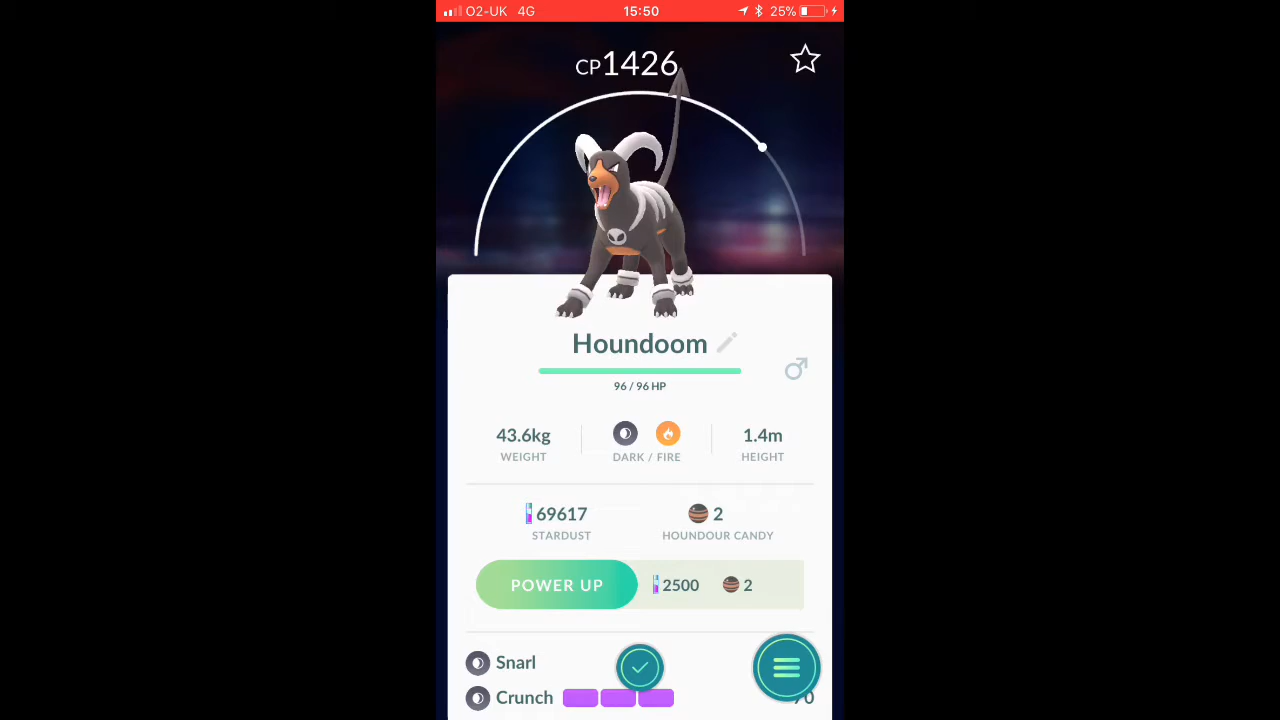 O2-UK 4G 15:50 25%
CP1426
Houndoom
96 / 96 HP
43.6kg 1.4m
WEIGHT DARK / FIRE HEIGHT
69617 2
STARDUST HOUNDOUR CANDY
POWER UP 2500 2
Snarl
Crunch 70